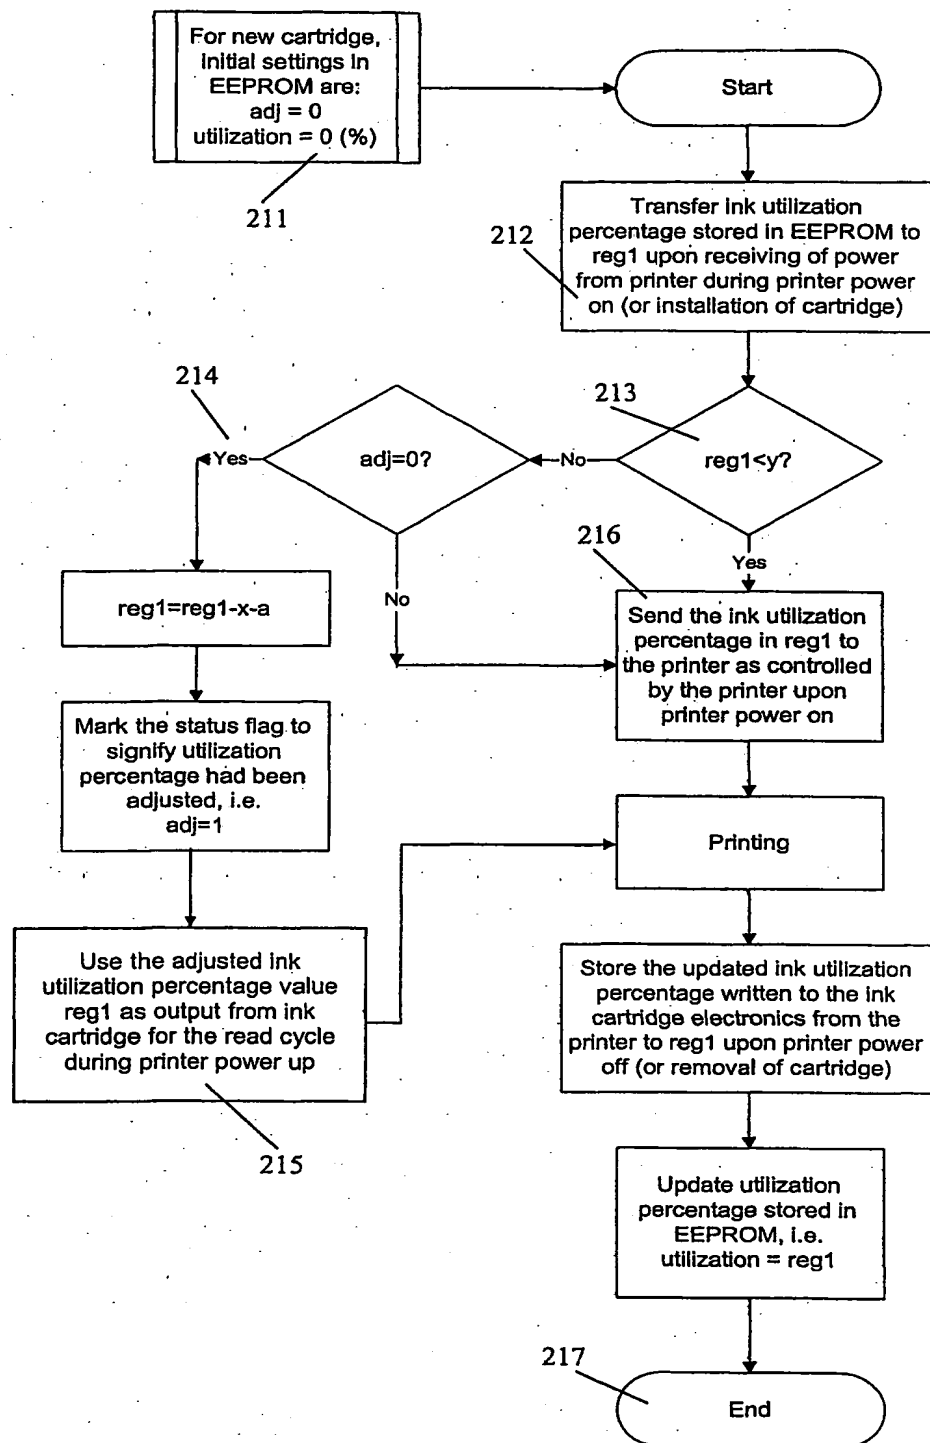 For new cartridge,
initial settings in
EEPROM are:
adj = 0
utilization = 0 (%)
211
Start
Transfer ink utilization
percentage stored in EEPROM to
reg1 upon receiving of power
from printer during printer power
on (or installation of cartridge)
212
213
reg1<y?
No
Yes
214
adj=0?
Yes
No
reg1=reg1-x-a
Mark the status flag to
signify utilization
percentage had been
adjusted, i.e.
adj=1
Use the adjusted ink
utilization percentage value
reg1 as output from ink
cartridge for the read cycle
during printer power up
215
216
Send the ink utilization
percentage in reg1 to
the printer as controlled
by the printer upon
printer power on
Printing
Store the updated ink utilization
percentage written to the ink
cartridge electronics from the
printer to reg1 upon printer power
off (or removal of cartridge)
Update utilization
percentage stored in
EEPROM, i.e.
utilization = reg1
217
End